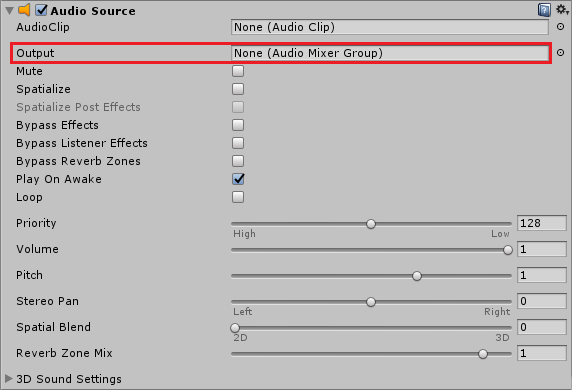 Audio Source
AudioClip None (Audio Clip)
Output None (Audio Mixer Group)
Mute
Spatialize
Spatialize Post Effects
Bypass Effects
Bypass Listener Effects
Bypass Reverb Zones
Play On Awake
Loop
Priority 128
High Low
Volume 1
Pitch 1
Stereo Pan 0
Left Right
Spatial Blend 0
2D 3D
Reverb Zone Mix 1
3D Sound Settings